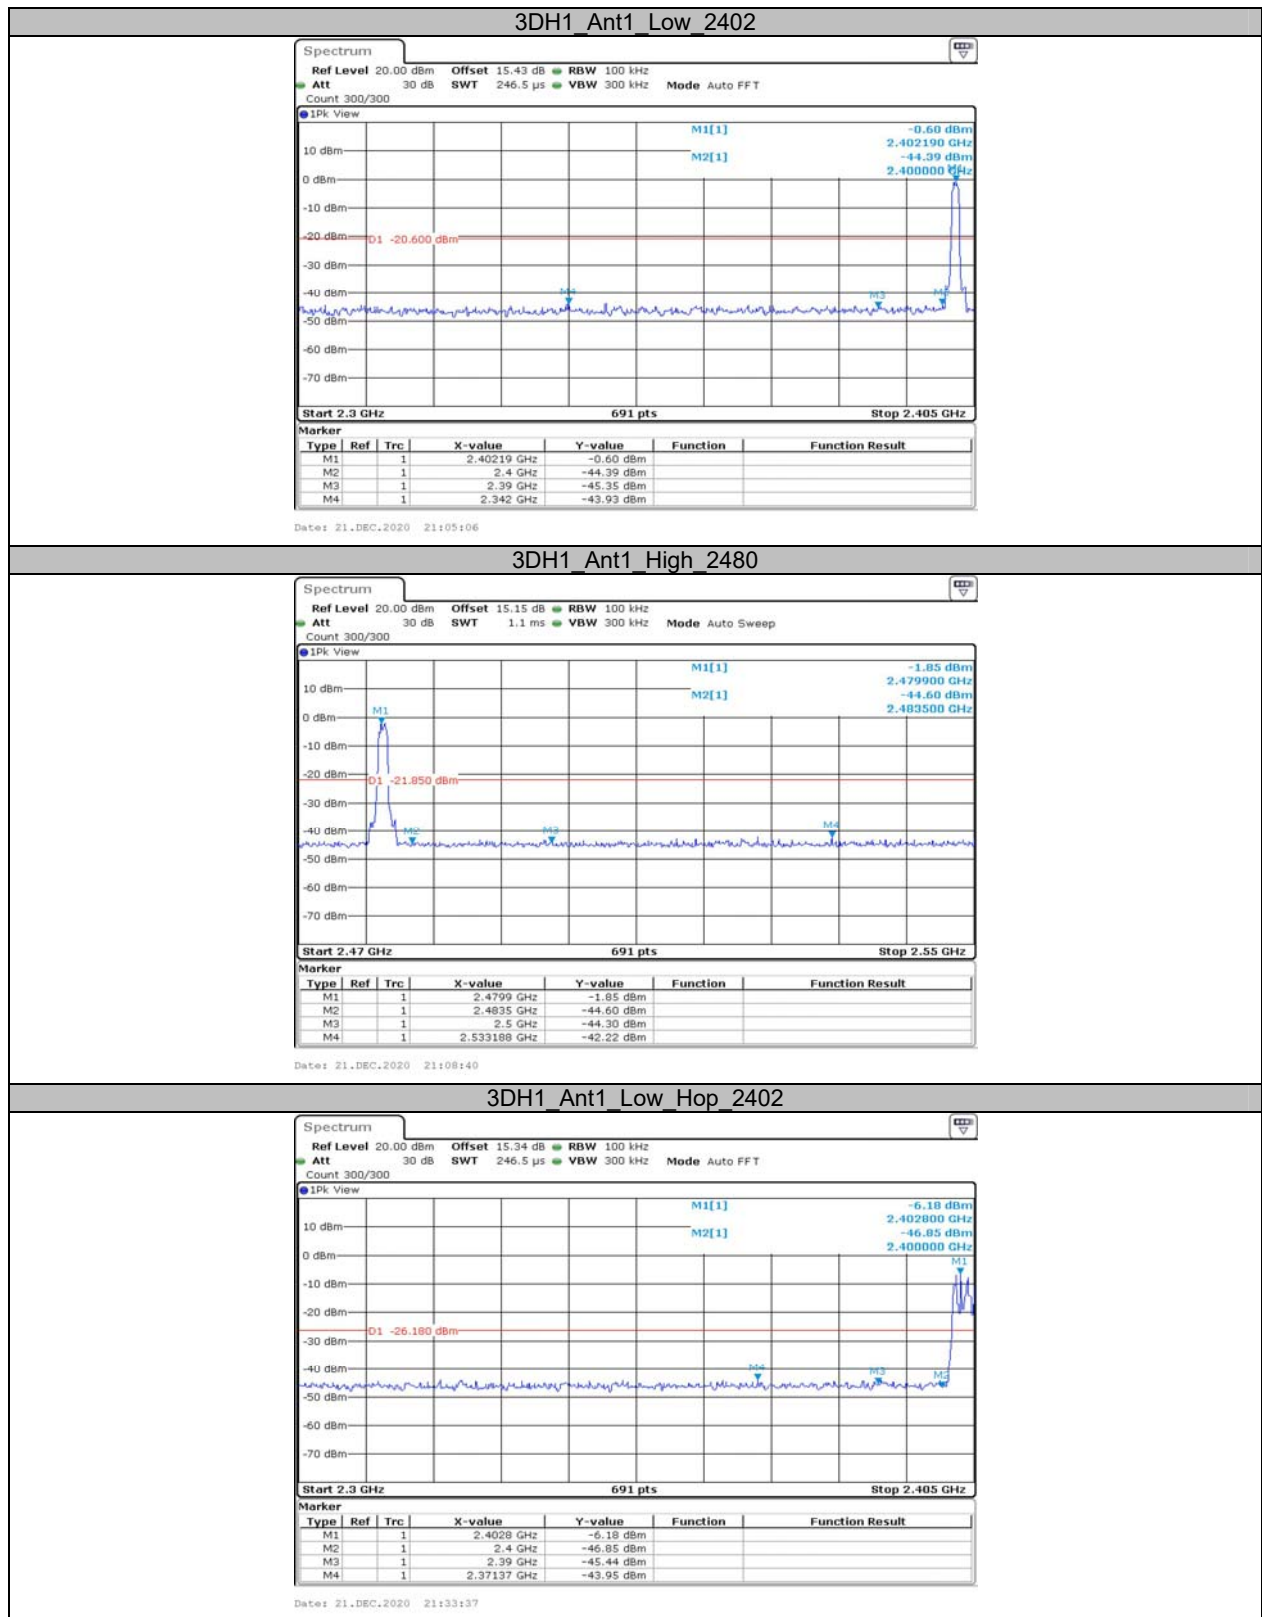 3DH1_Ant1_Low_2402
Spectrum
Ref Level 20.00 dBm Offset 15.43 dB RBW 100 kHz
Att 30 dB SWT 246.5 µs VBW 300 kHz Mode Auto FFT
Count 300/300
1Pk View
M1[1] -0.60 dBm
2.402190 GHz
10 dBm
M2[1] -44.39 dBm
2.400000 GHz
M1
0 dBm
-10 dBm
-20 dBm
D1 -20.600 dBm
-30 dBm
-40 dBm
M4 M3 M2
-50 dBm
-60 dBm
-70 dBm
Start 2.3 GHz 691 pts Stop 2.405 GHz
Marker
Type Ref Trc X-value Y-value Function Function Result
M1 1 2.40219 GHz -0.60 dBm
M2 1 2.4 GHz -44.39 dBm
M3 1 2.39 GHz -45.35 dBm
M4 1 2.342 GHz -43.93 dBm
Date: 21.DEC.2020 21:05:06
3DH1_Ant1_High_2480
Spectrum
Ref Level 20.00 dBm Offset 15.15 dB RBW 100 kHz
Att 30 dB SWT 1.1 ms VBW 300 kHz Mode Auto Sweep
Count 300/300
1Pk View
M1[1] -1.85 dBm
2.479900 GHz
10 dBm
M2[1] -44.60 dBm
2.483500 GHz
M1
0 dBm
-10 dBm
-20 dBm
D1 -21.850 dBm
-30 dBm
-40 dBm
M2 M3 M4
-50 dBm
-60 dBm
-70 dBm
Start 2.47 GHz 691 pts Stop 2.55 GHz
Marker
Type Ref Trc X-value Y-value Function Function Result
M1 1 2.4799 GHz -1.85 dBm
M2 1 2.4835 GHz -44.60 dBm
M3 1 2.5 GHz -44.30 dBm
M4 1 2.533188 GHz -42.22 dBm
Date: 21.DEC.2020 21:08:40
3DH1_Ant1_Low_Hop_2402
Spectrum
Ref Level 20.00 dBm Offset 15.34 dB RBW 100 kHz
Att 30 dB SWT 246.5 µs VBW 300 kHz Mode Auto FFT
Count 300/300
1Pk View
M1[1] -6.18 dBm
2.402800 GHz
10 dBm
M2[1] -46.85 dBm
2.400000 GHz
0 dBm
M1
-10 dBm
-20 dBm
D1 -26.180 dBm
-30 dBm
-40 dBm
M4 M3 M2
-50 dBm
-60 dBm
-70 dBm
Start 2.3 GHz 691 pts Stop 2.405 GHz
Marker
Type Ref Trc X-value Y-value Function Function Result
M1 1 2.4028 GHz -6.18 dBm
M2 1 2.4 GHz -46.85 dBm
M3 1 2.39 GHz -45.44 dBm
M4 1 2.37137 GHz -43.95 dBm
Date: 21.DEC.2020 21:33:37